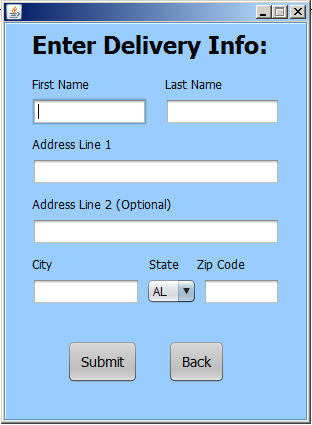 Enter Delivery Info:
First Name Last Name
Address Line 1
Address Line 2 (Optional)
City State Zip Code
AL
Submit Back